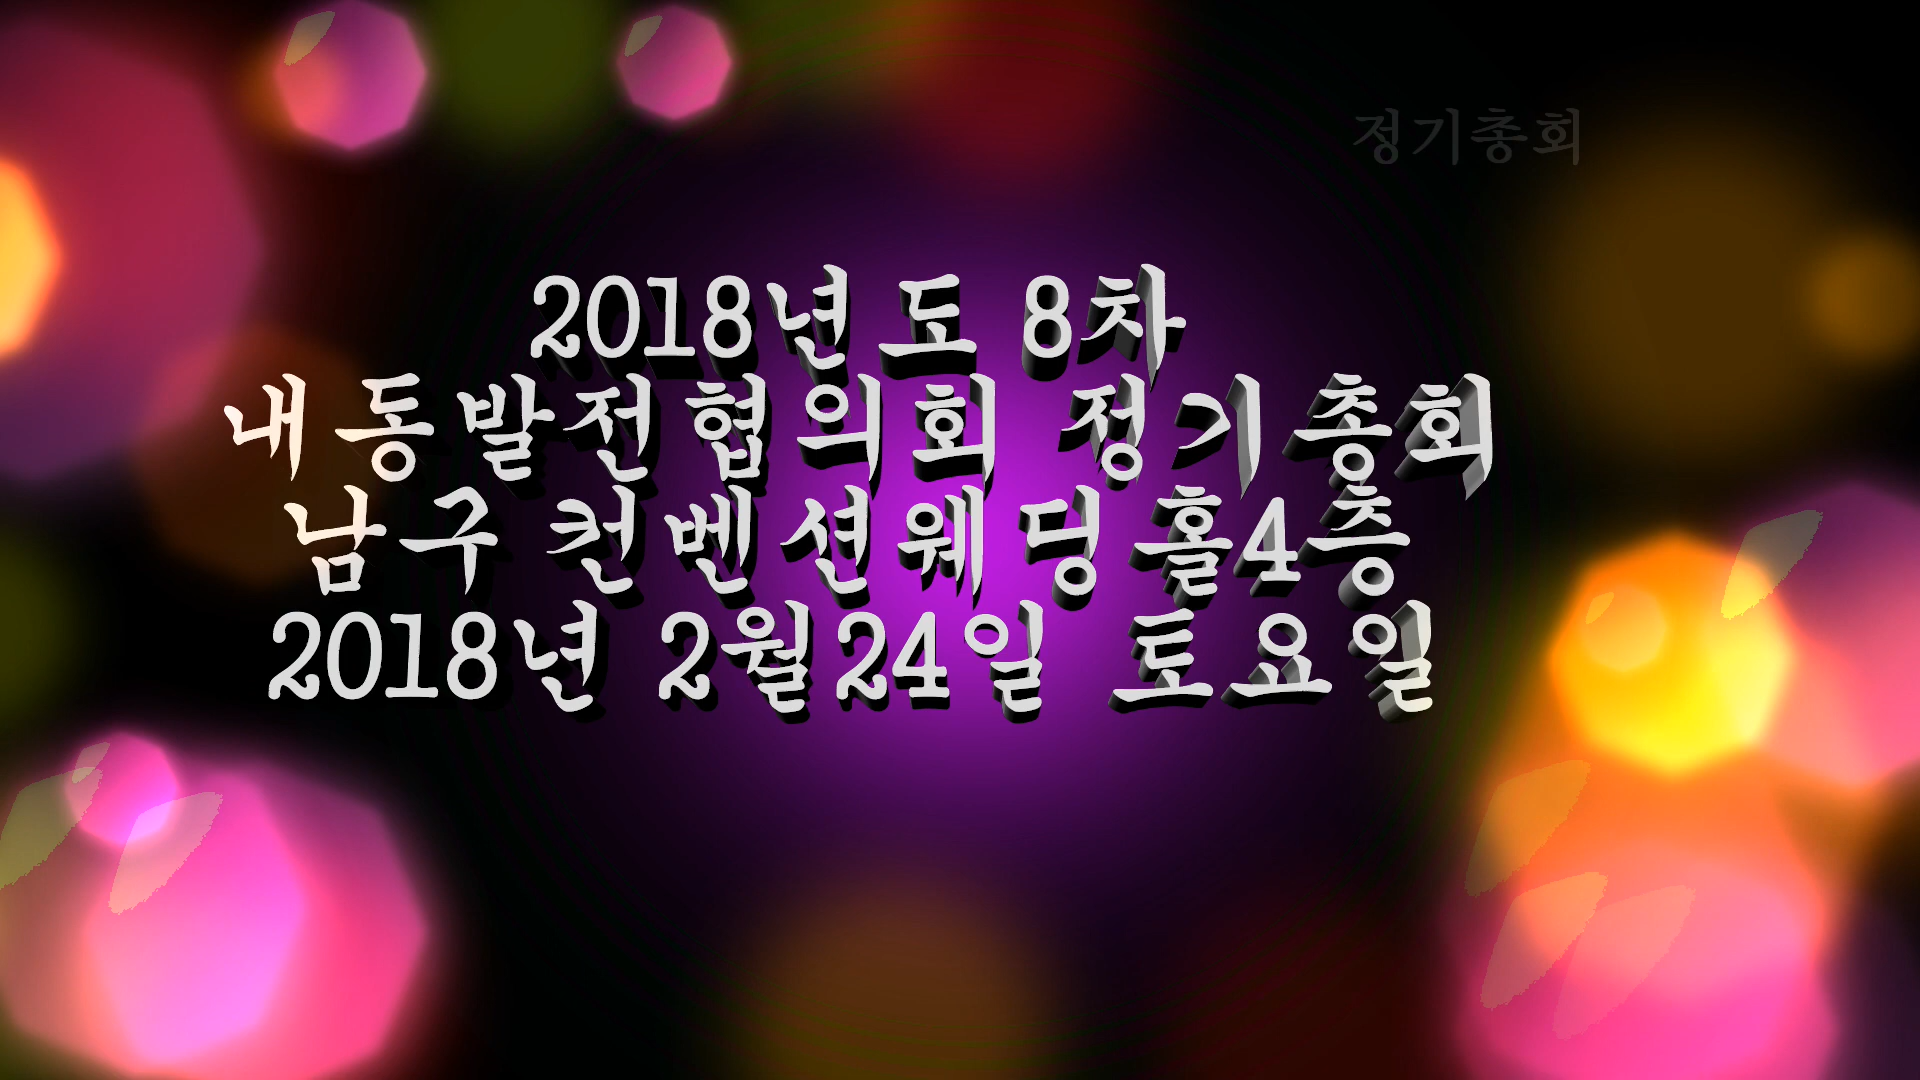 정기총회
2018년도 8차
내동발전협의회 정기총회
남구 컨벤션웨딩홀4층
2018년 2월24일 토요일